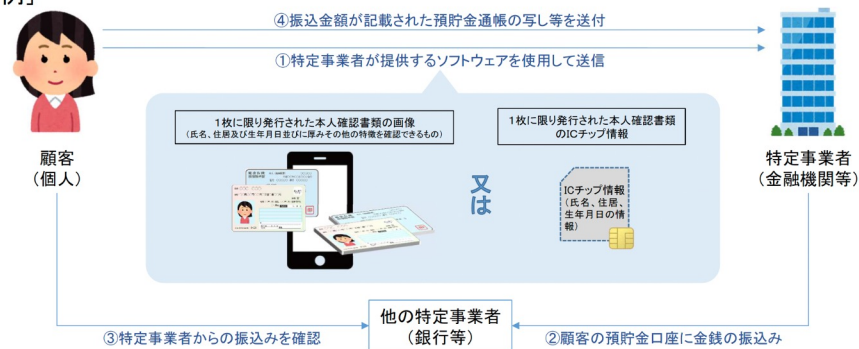 例」
④振込金額が記載された預貯金通帳の写し等を送付
①特定事業者が提供するソフトウェアを使用して送信
1枚に限り発行された本人確認書類の画像
(氏名、住居及び生年月日並びに厚みその他の特徴を確認できるもの)
1枚に限り発行された本人確認書類
のICチップ情報
又は
ICチップ情報
(氏名、住居、
生年月日の情
報)
顧客
(個人)
特定事業者
(金融機関等)
他の特定事業者
(銀行等)
③特定事業者からの振込みを確認
②顧客の預貯金口座に金銭の振込み